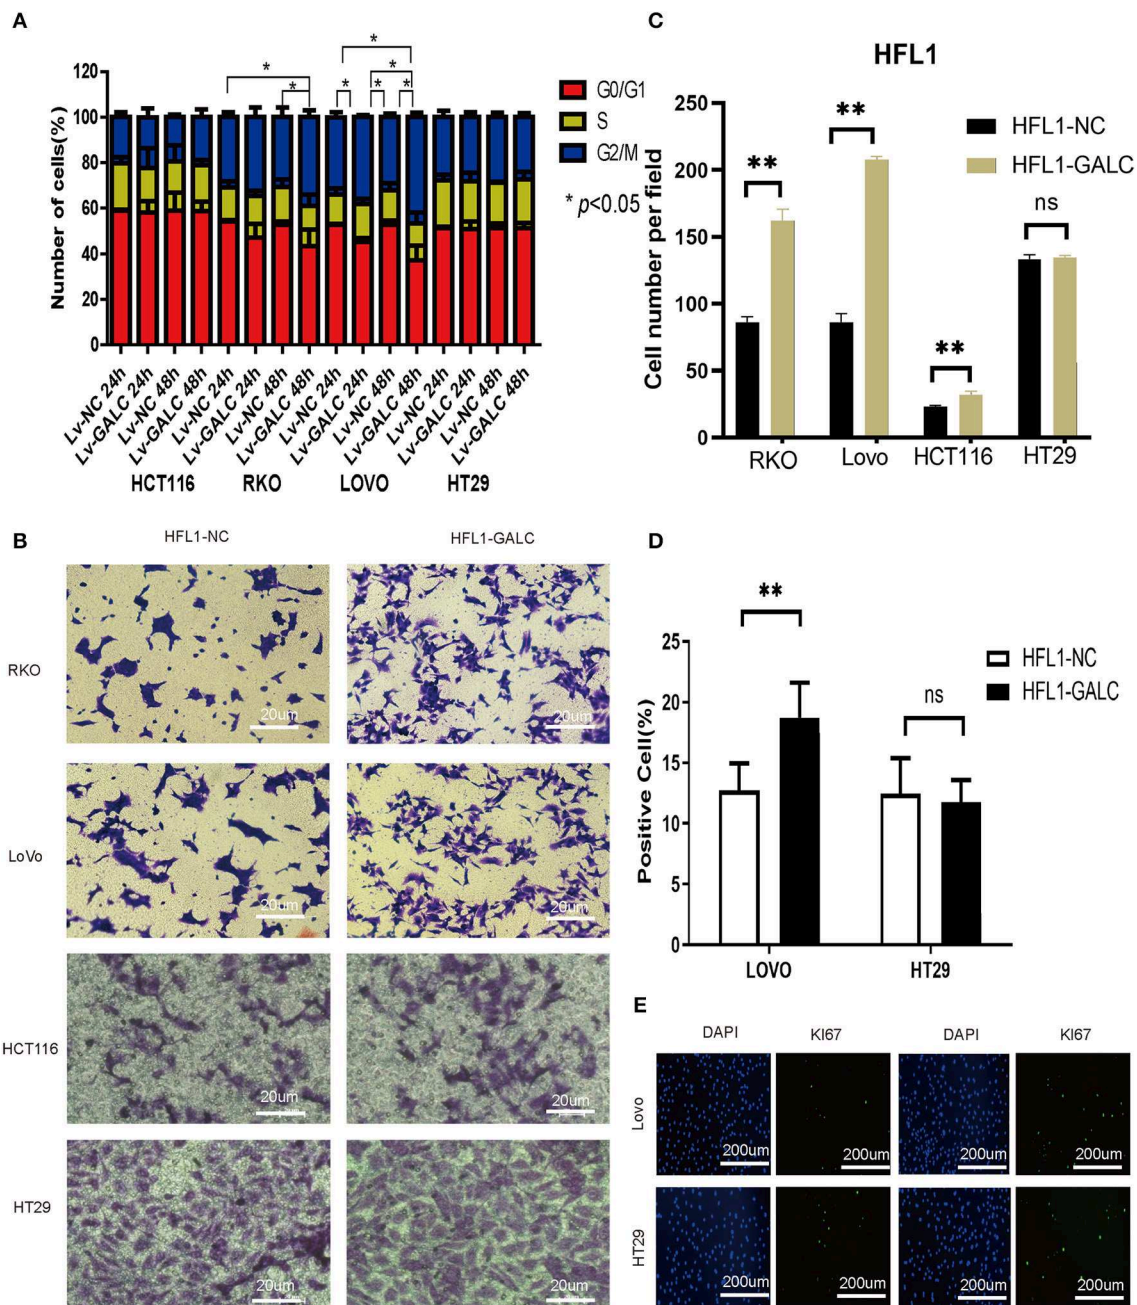 A
* * * * * * *
Number of cells(%)
120
100
80
60
40
20
0
G0/G1
S
G2/M
* p<0.05
Lv-NC 24h
Lv-GALC 24h
Lv-NC 48h
Lv-GALC 48h
Lv-NC 24h
Lv-GALC 24h
Lv-NC 48h
Lv-GALC 48h
Lv-NC 24h
Lv-GALC 24h
Lv-NC 48h
Lv-GALC 48h
Lv-NC 24h
Lv-GALC 24h
Lv-NC 48h
Lv-GALC 48h
HCT116 RKO LOVO HT29
C
HFL1
Cell number per field
250
200
150
100
50
0
** ** ** ns
HFL1-NC
HFL1-GALC
RKO Lovo HCT116 HT29
B
HFL1-NC HFL1-GALC
RKO
20um 20um
LoVo
20um 20um
HCT116
20um 20um
HT29
20um 20um
D
Positive Cell(%)
25
20
15
10
5
0
** ns
HFL1-NC
HFL1-GALC
LOVO HT29
E
DAPI KI67 DAPI KI67
Lovo
200um 200um 200um 200um
HT29
200um 200um 200um 200um